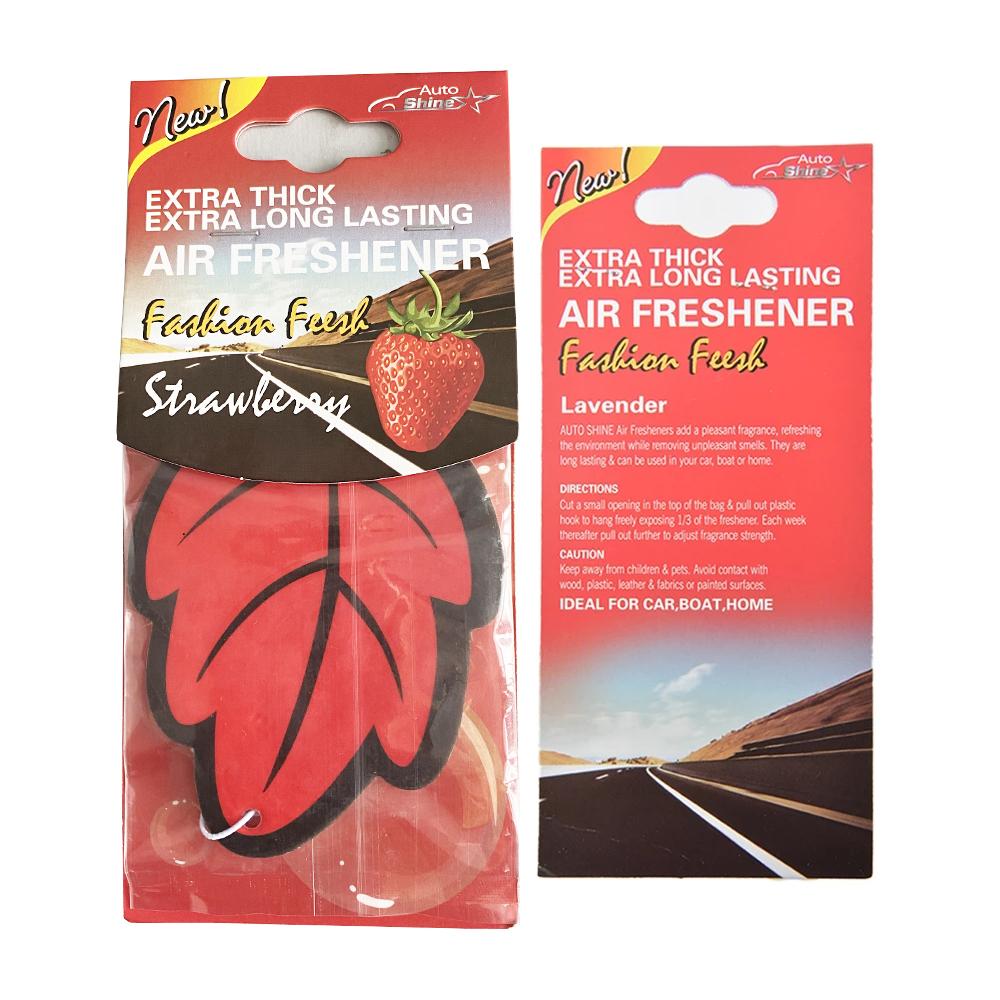 New!
Auto
Shine
EXTRA THICK
EXTRA LONG LASTING
AIR FRESHENER
Fashion Feesh
Strawberry
New!
Auto
Shine
EXTRA THICK
EXTRA LONG LASTING
AIR FRESHENER
Fashion Feesh
Lavender
AUTO SHINE Air Fresheners add a pleasant fragrance, refreshing
the environment while removing unpleasant smells. They are
long lasting & can be used in your car, boat or home.
DIRECTIONS
Cut a small opening in the top of the bag & pull out plastic
hook to hang freely exposing 1/3 of the freshener. Each week
thereafter pull out further to adjust fragrance strength.
CAUTION
Keep away from children & pets. Avoid contact with
wood, plastic, leather & fabrics or painted surfaces.
IDEAL FOR CAR,BOAT,HOME